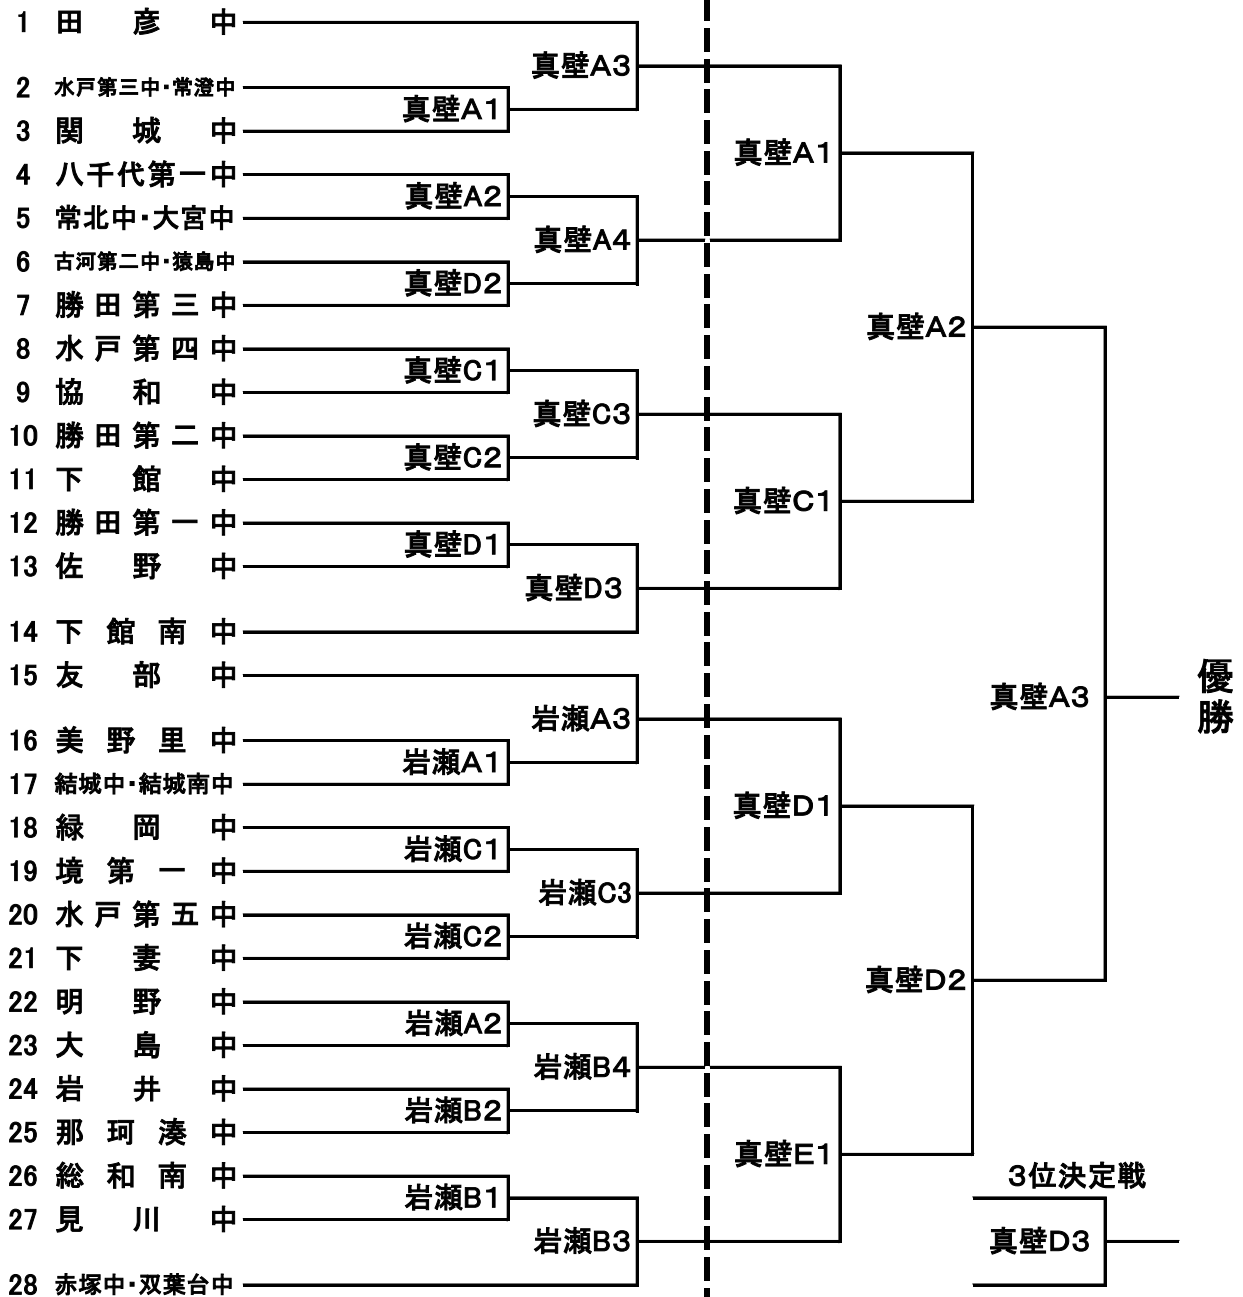 1 田彦中
2 水戸第三中・常澄中
3 関城中
4 八千代第一中
5 常北中・大宮中
6 古河第二中・猿島中
7 勝田第三中
8 水戸第四中
9 協和中
10 勝田第二中
11 下館中
12 勝田第一中
13 佐野中
14 下館南中
15 友部中
16 美野里中
17 結城中・結城南中
18 緑岡中
19 境第一中
20 水戸第五中
21 下妻中
22 明野中
23 大島中
24 岩井中
25 那珂湊中
26 総和南中
27 見川中
28 赤塚中・双葉台中
真壁A1
真壁A2
真壁D2
真壁C1
真壁C2
真壁D1
岩瀬A1
岩瀬C1
岩瀬C2
岩瀬A2
岩瀬B2
岩瀬B1
真壁A3
真壁A4
真壁C3
真壁D3
岩瀬A3
岩瀬C3
岩瀬B4
岩瀬B3
真壁A1
真壁C1
真壁D1
真壁E1
真壁A2
真壁D2
真壁A3
優勝
3位決定戦
真壁D3